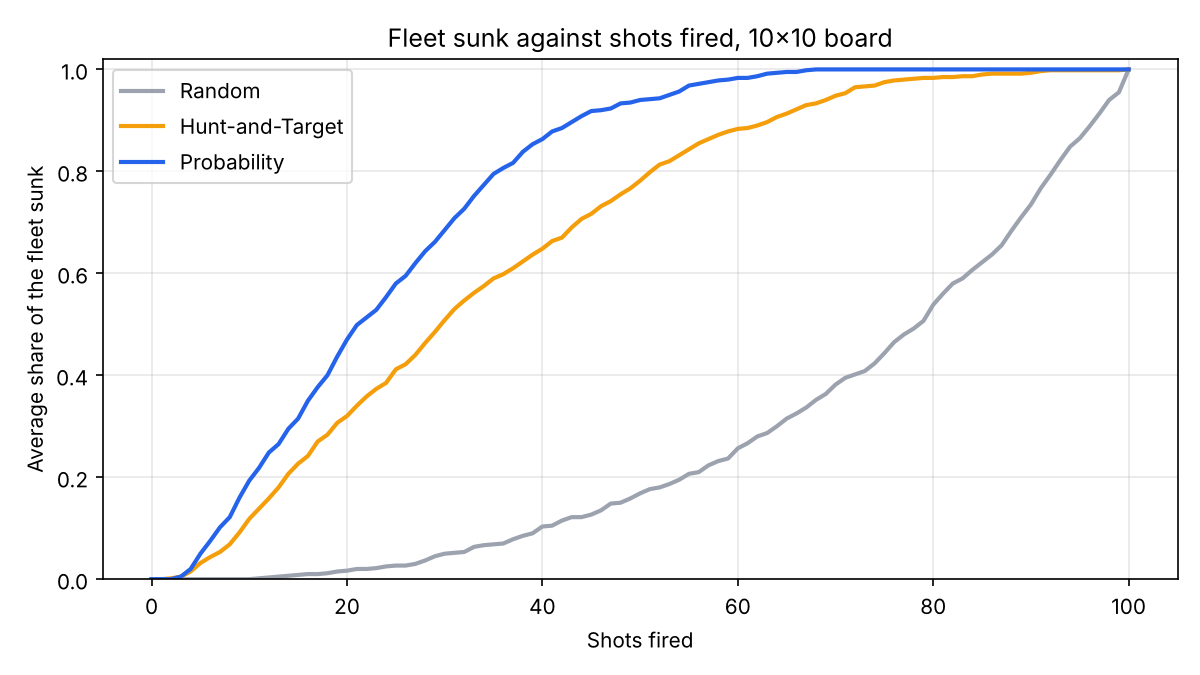 Fleet sunk against shots fired, 10×10 board
Random
Hunt-and-Target
Probability
Average share of the fleet sunk
1.0
0.8
0.6
0.4
0.2
0.0
0 20 40 60 80 100
Shots fired